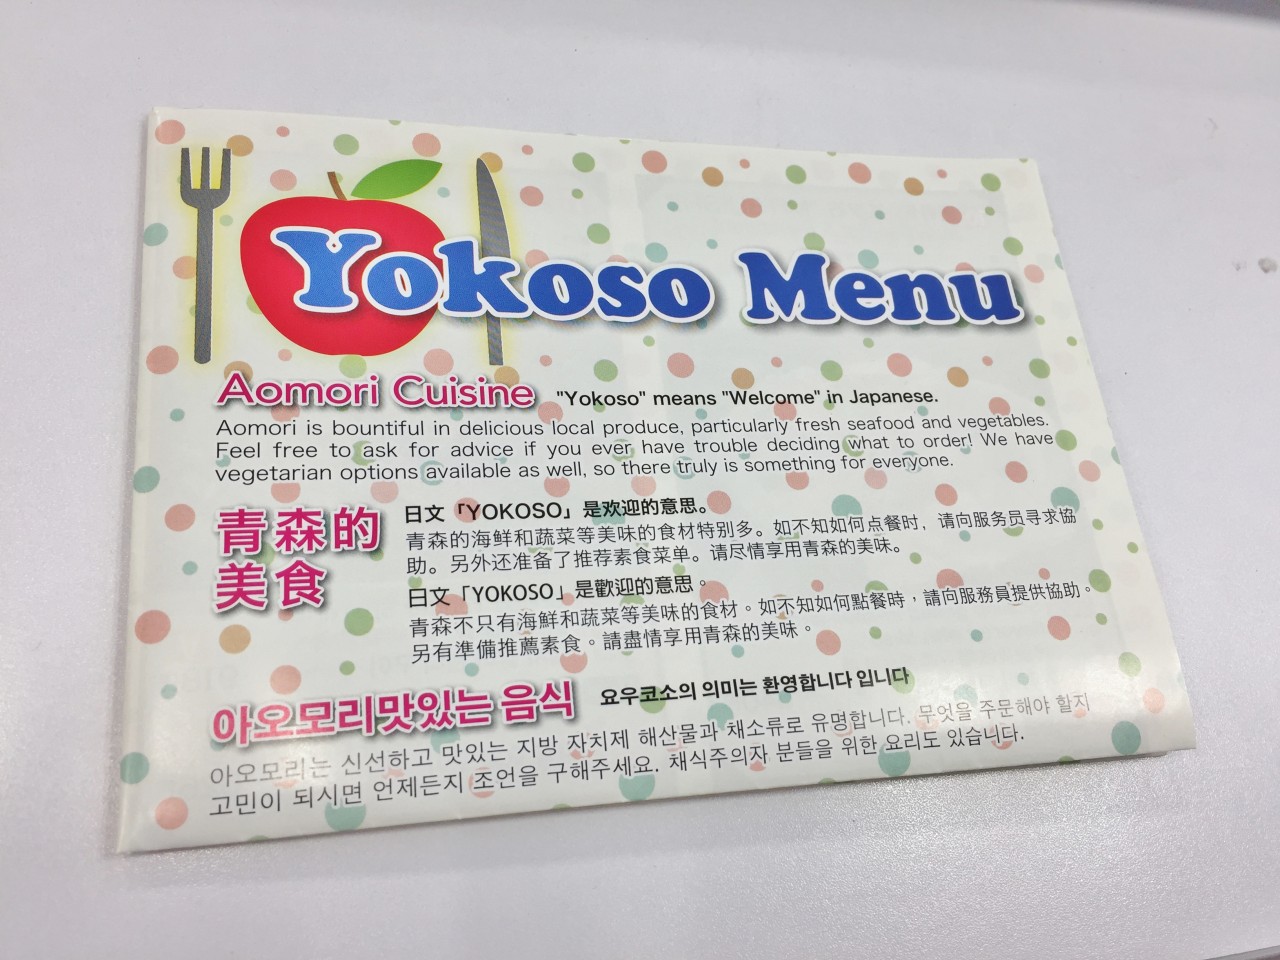 Yokoso Menu
Aomori Cuisine "Yokoso" means "Welcome" in Japanese.
Aomori is bountiful in delicious local produce, particularly fresh seafood and vegetables.
Feel free to ask for advice if you ever have trouble deciding what to order! We have
vegetarian options available as well, so there truly is something for everyone.
青森的
美食
日文「YOKOSO」是欢迎的意思。
青森的海鲜和蔬菜等美味的食材特别多。如不知如何点餐时，请向服务员寻求协
助。另外还准备了推荐素食菜单。请尽情享用青森的美味。
日文「YOKOSO」是歡迎的意思。
青森不只有海鮮和蔬菜等美味的食材。如不知如何點餐時，請向服務員提供協助。
另有準備推薦素食。請盡情享用青森的美味。
아오모리맛있는 음식 요우코소의 의미는 환영합니다 입니다
아오모리는 신선하고 맛있는 지방 자치제 해산물과 채소류로 유명합니다. 무엇을 주문해야 할지
고민이 되시면 언제든지 조언을 구해주세요. 채식주의자 분들을 위한 요리도 있습니다.